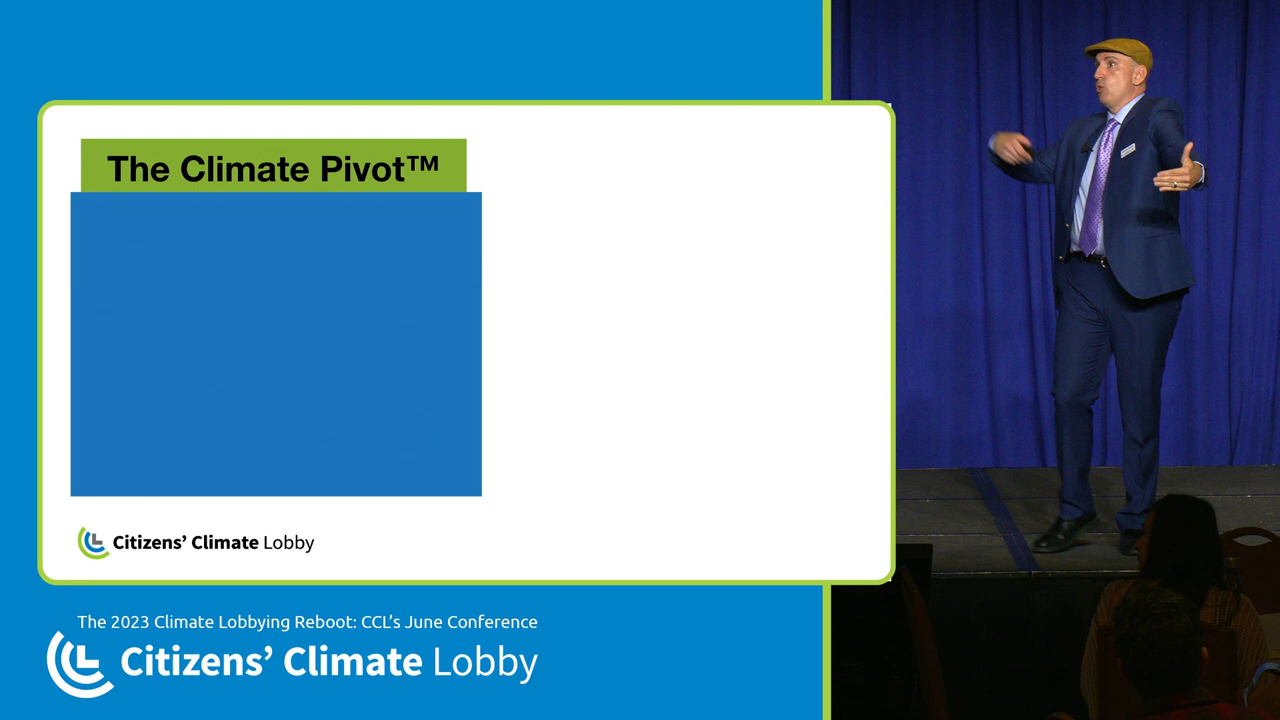 The Climate Pivot™
Citizens’ Climate Lobby
The 2023 Climate Lobbying Reboot: CCL’s June Conference
Citizens’ Climate Lobby